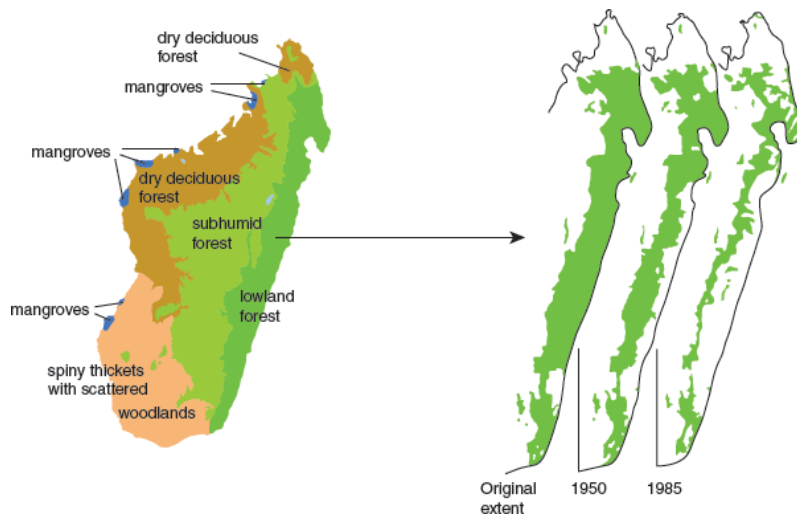 dry deciduous
forest
mangroves
mangroves
dry deciduous
forest
subhumid
forest
lowland
forest
mangroves
spiny thickets
with scattered
woodlands
Original
extent
1950
1985